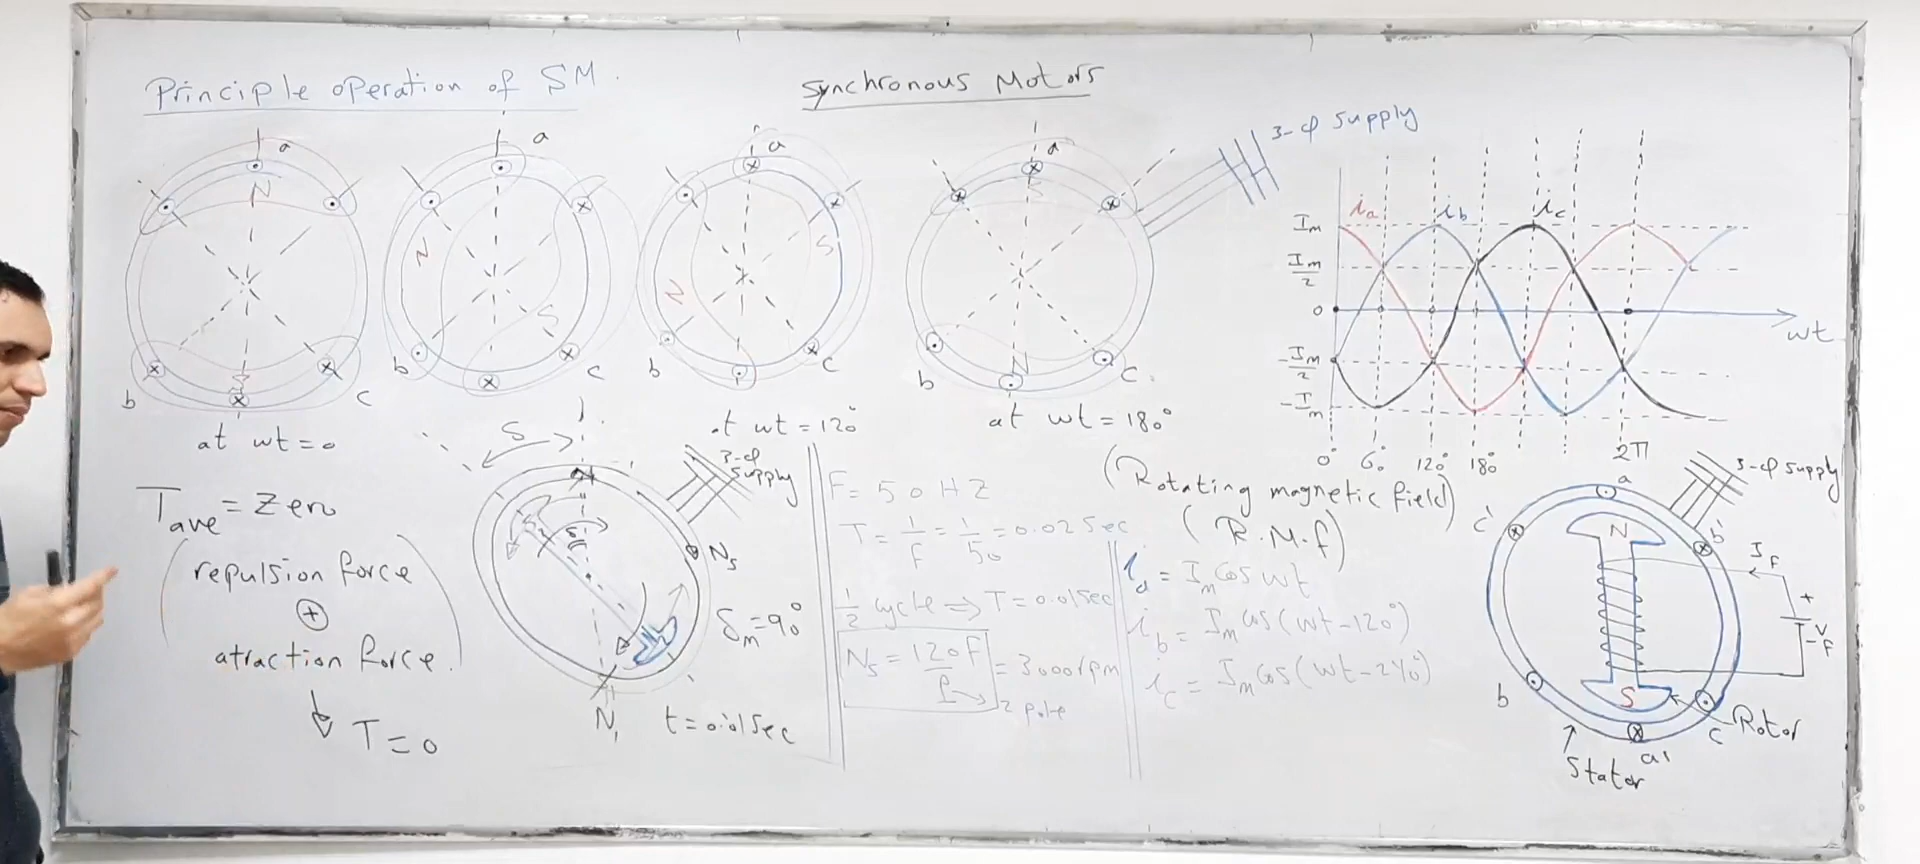 Principle operation of SM.
Synchronous Motors
3-φ supply
a
N
S
b
c
at wt = 0
a
N
S
b
c
a
N
S
b
c
at wt = 120°
a
S
N
b
c
at wt = 180°
ia
ib
ic
Im
Im/2
0
-Im/2
-Im
wt
0° 60° 120° 180° 2π
Tave = Zero
(repulsion force
+
atraction force.)
T = 0
S
N
δ
3-φ supply
Ns
δm = 90°
N
t = 0.01 Sec
F = 50 HZ
T = 1/F = 1/50 = 0.02 Sec
1/2 cycle ⇒ T = 0.01 Sec
Ns = 120F/P = 3000 rpm
2 pole
(Rotating magnetic field)
(R.M.f)
ia = Im cos wt
ib = Im cos(wt-120°)
ic = Im cos(wt-240°)
3-φ supply
a
c'
b'
N
IF
+
VF
-
b
S
c
a'
Rotor
Stator